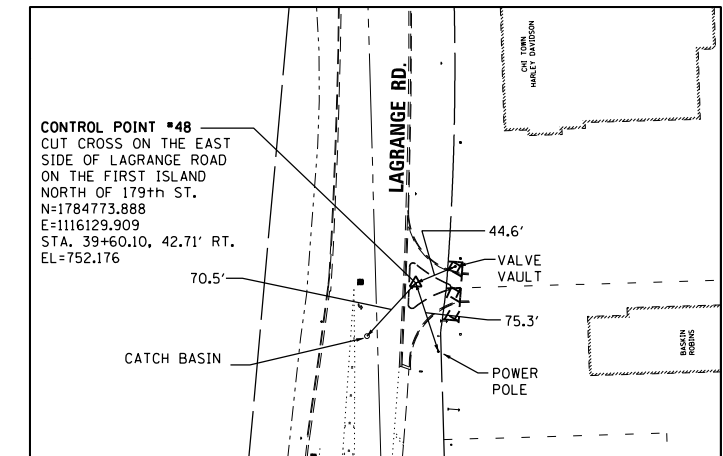 CONTROL POINT #48
CUT CROSS ON THE EAST
SIDE OF LAGRANGE ROAD
ON THE FIRST ISLAND
NORTH OF 179th ST.
N=1784773.888
E=1116129.909
STA. 39+60.10, 42.71' RT.
EL=752.176
LAGRANGE RD.
CHI TOWN
HARLEY DAVIDSON
44.6'
VALVE
VAULT
70.5'
75.3'
CATCH BASIN
POWER
POLE
BASKIN
ROBINS